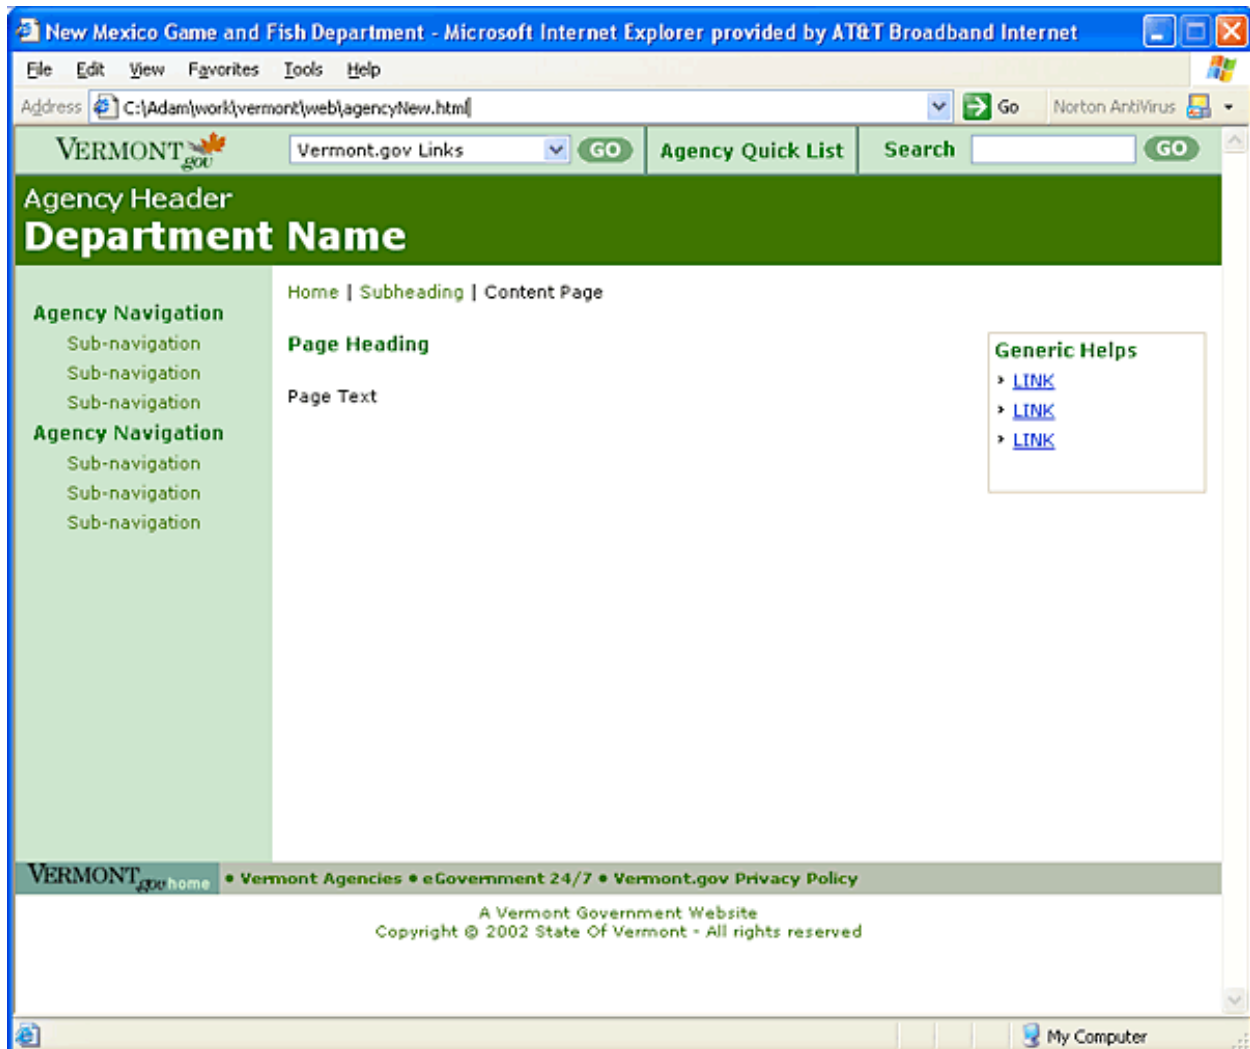 New Mexico Game and Fish Department - Microsoft Internet Explorer provided by AT&T Broadband Internet
File Edit View Favorites Tools Help
Address C:\Adam\work\vermont\web\agencyNew.html Go Norton AntiVirus
VERMONT gov Vermont.gov Links GO Agency Quick List Search GO
Agency Header
Department Name
Home | Subheading | Content Page
Agency Navigation
Sub-navigation
Sub-navigation
Sub-navigation
Agency Navigation
Sub-navigation
Sub-navigation
Sub-navigation
Page Heading
Page Text
Generic Helps
LINK
LINK
LINK
VERMONT.gov home • Vermont Agencies • eGovernment 24/7 • Vermont.gov Privacy Policy
A Vermont Government Website
Copyright © 2002 State Of Vermont - All rights reserved
My Computer